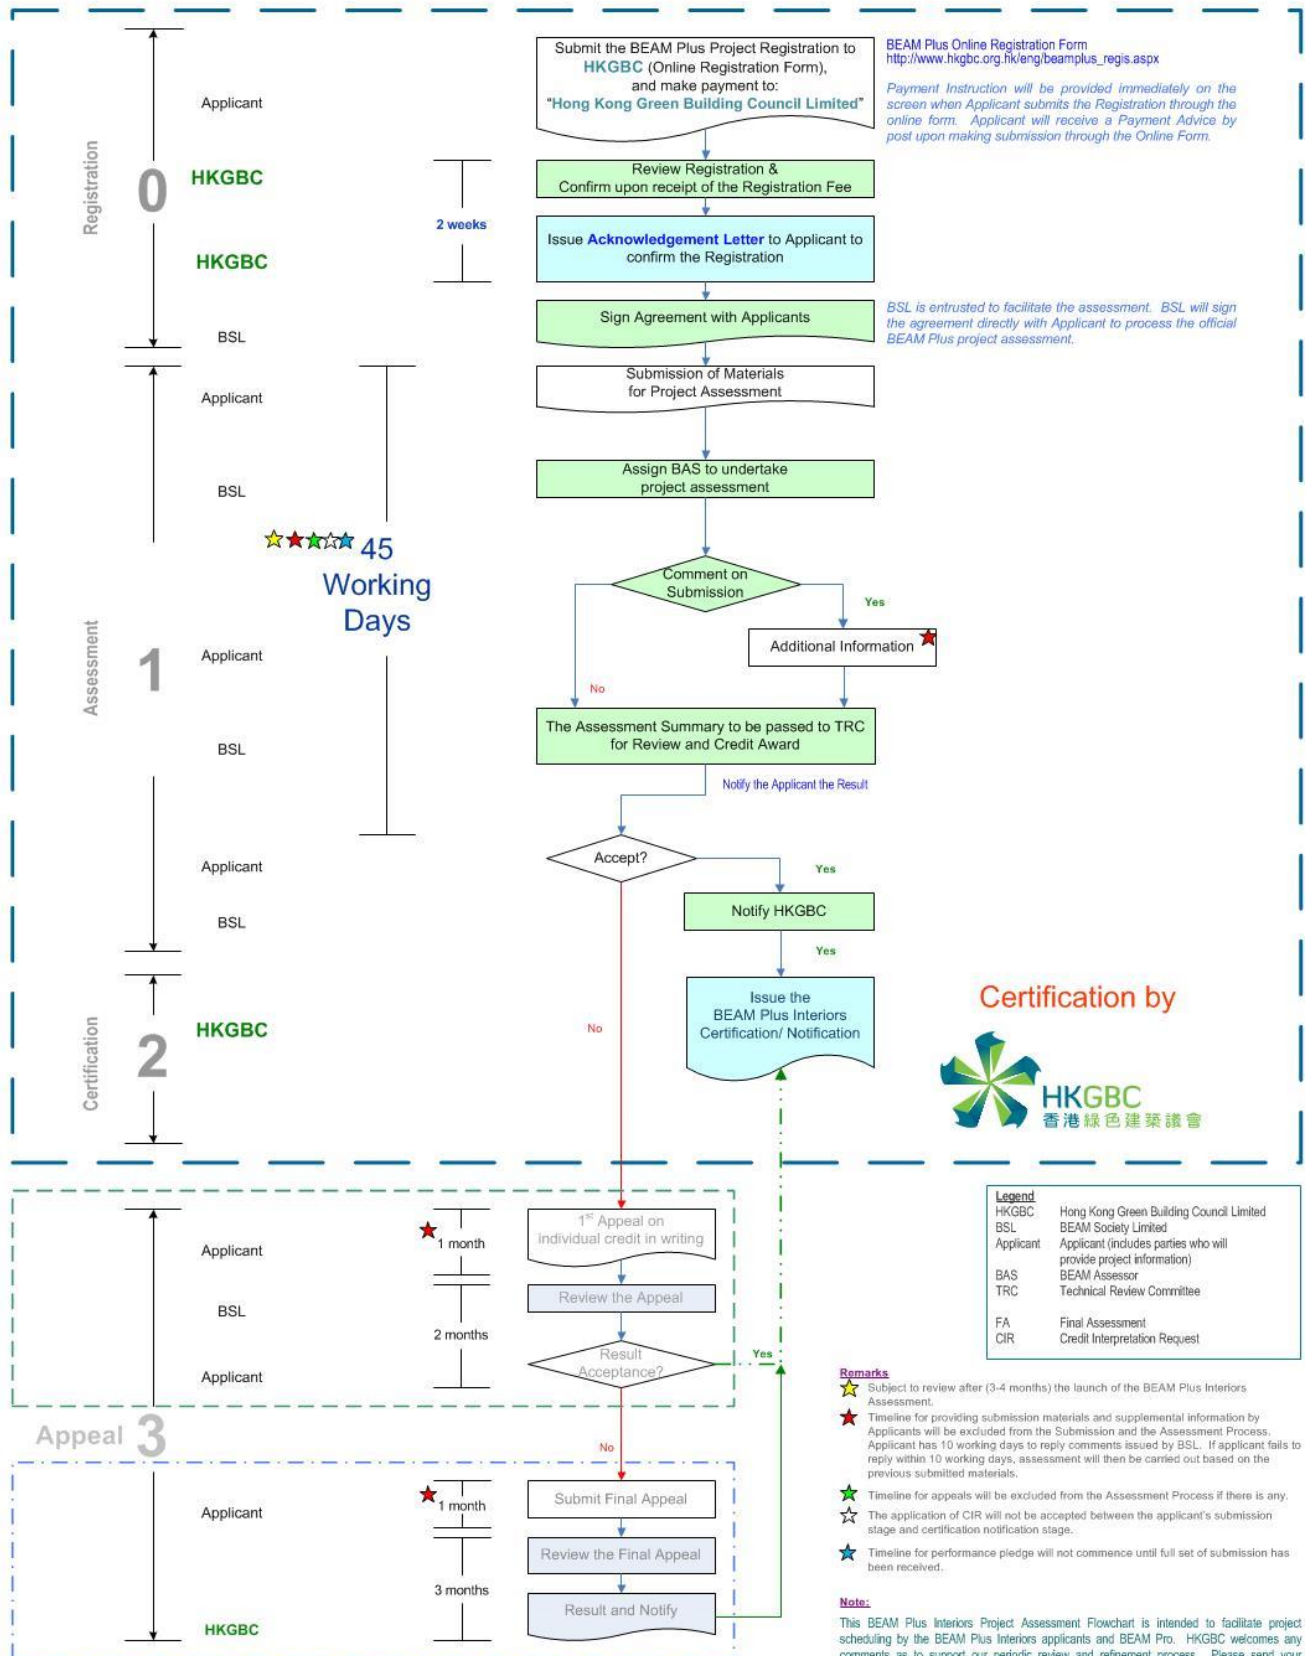 Submit the BEAM Plus Project Registration to
HKGBC (Online Registration Form),
and make payment to:
"Hong Kong Green Building Council Limited"
BEAM Plus Online Registration Form
http://www.hkgbc.org.hk/eng/beamplus_regis.aspx
Payment Instruction will be provided immediately on the
screen when Applicant submits the Registration through the
online form. Applicant will receive a Payment Advice by
post upon making submission through the Online Form.
Registration
0
Applicant
HKGBC
HKGBC
BSL
2 weeks
Review Registration &
Confirm upon receipt of the Registration Fee
Issue Acknowledgement Letter to Applicant to
confirm the Registration
Sign Agreement with Applicants
BSL is entrusted to facilitate the assessment. BSL will sign
the agreement directly with Applicant to process the official
BEAM Plus project assessment.
Assessment
1
Applicant
BSL
Applicant
BSL
Applicant
BSL
45
Working
Days
Submission of Materials
for Project Assessment
Assign BAS to undertake
project assessment
Comment on
Submission
Yes
Additional Information
No
The Assessment Summary to be passed to TRC
for Review and Credit Award
Notify the Applicant the Result
Accept?
Yes
Notify HKGBC
Yes
Certification
2
HKGBC
No
Issue the
BEAM Plus Interiors
Certification/ Notification
Certification by
HKGBC
香港綠色建築議會
Appeal 3
Applicant
BSL
Applicant
1 month
2 months
1st Appeal on
individual credit in writing
Review the Appeal
Result
Acceptance?
Yes
No
Applicant
HKGBC
1 month
3 months
Submit Final Appeal
Review the Final Appeal
Result and Notify
Legend
HKGBC Hong Kong Green Building Council Limited
BSL BEAM Society Limited
Applicant Applicant (includes parties who will
provide project information)
BAS BEAM Assessor
TRC Technical Review Committee
FA Final Assessment
CIR Credit Interpretation Request
Remarks
Subject to review after (3-4 months) the launch of the BEAM Plus Interiors
Assessment.
Timeline for providing submission materials and supplemental information by
Applicants will be excluded from the Submission and the Assessment Process.
Applicant has 10 working days to reply comments issued by BSL. If applicant fails to
reply within 10 working days, assessment will then be carried out based on the
previous submitted materials.
Timeline for appeals will be excluded from the Assessment Process if there is any.
The application of CIR will not be accepted between the applicant's submission
stage and certification notification stage.
Timeline for performance pledge will not commence until full set of submission has
been received.
Note:
This BEAM Plus Interiors Project Assessment Flowchart is intended to facilitate project
scheduling by the BEAM Plus Interiors applicants and BEAM Pro. HKGBC welcomes any
comments as to support our periodic review and refinement process. Please send your